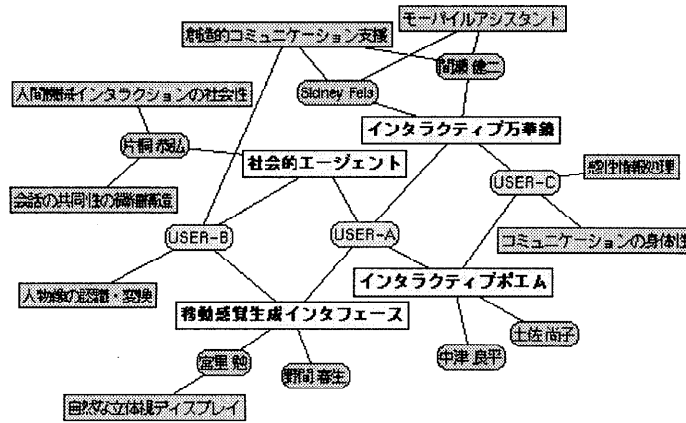 モーバイルアシスタント
創造的コミュニケーション支援
間瀬 健二
Sidney Fels
人間機械インタラクションの社会性
インタラクティブ万華鏡
片桐 恭弘
社会的エージェント
感性情報処理
USER-C
会話の共同性の
USER-B
USER-A
コミュニケーションの身体性
インタラクティブポエム
人物像の認識・変換
移動感覚生成インタフェース
土佐 尚子
中津 良平
宮里 勉
野間 春生
自然な立体視ディスプレイ